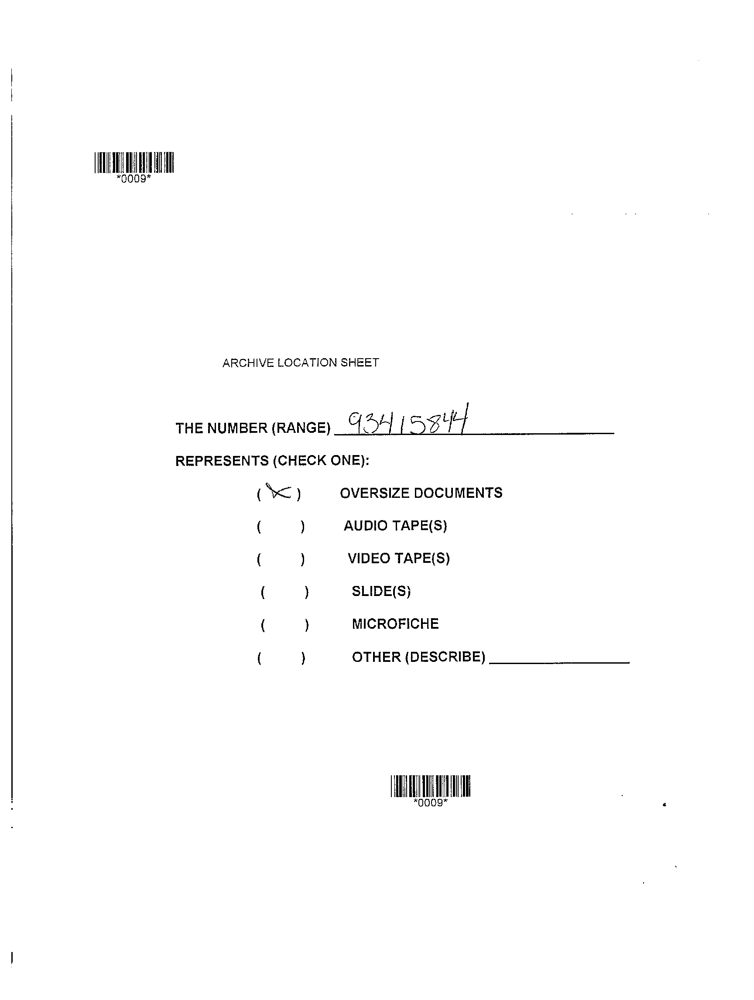 *0009*
ARCHIVE LOCATION SHEET
THE NUMBER (RANGE) 93415844
REPRESENTS (CHECK ONE):
(X) OVERSIZE DOCUMENTS
( ) AUDIO TAPE(S)
( ) VIDEO TAPE(S)
( ) SLIDE(S)
( ) MICROFICHE
( ) OTHER (DESCRIBE)
*0009*